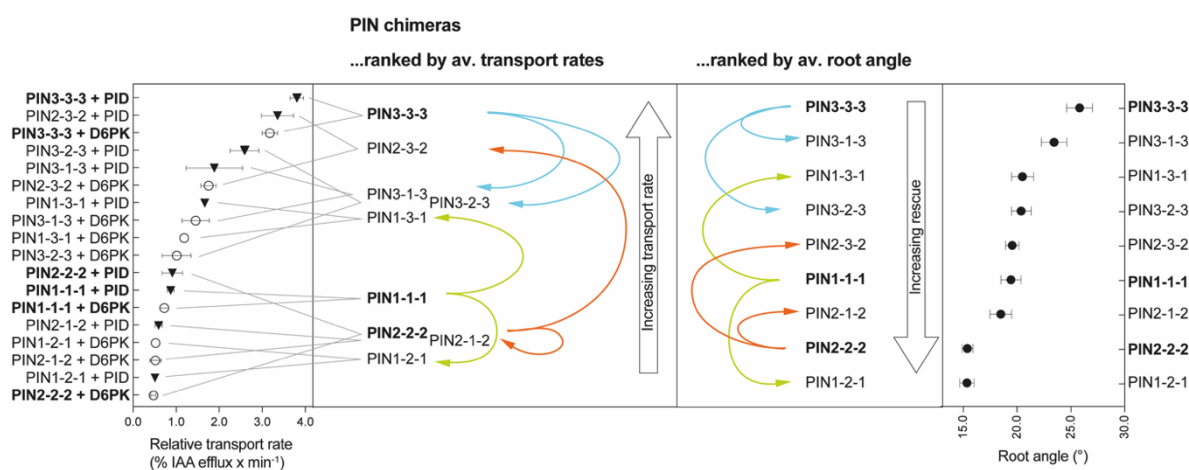 PIN chimeras
...ranked by av. transport rates
...ranked by av. root angle
PIN3-3-3 + PID
PIN2-3-2 + PID
PIN3-3-3 + D6PK
PIN3-2-3 + PID
PIN3-1-3 + PID
PIN2-3-2 + D6PK
PIN1-3-1 + PID
PIN3-1-3 + D6PK
PIN1-3-1 + D6PK
PIN3-2-3 + D6PK
PIN2-2-2 + PID
PIN1-1-1 + PID
PIN1-1-1 + D6PK
PIN2-1-2 + PID
PIN1-2-1 + D6PK
PIN2-1-2 + D6PK
PIN1-2-1 + PID
PIN2-2-2 + D6PK
0.0 1.0 2.0 3.0 4.0
Relative transport rate
(% IAA efflux x min⁻¹)
PIN3-3-3
PIN2-3-2
PIN3-1-3
PIN3-2-3
PIN1-3-1
PIN1-1-1
PIN2-2-2
PIN2-1-2
PIN1-2-1
Increasing transport rate
PIN3-3-3
PIN3-1-3
PIN1-3-1
PIN3-2-3
PIN2-3-2
PIN1-1-1
PIN2-1-2
PIN2-2-2
PIN1-2-1
Increasing rescue
PIN3-3-3
PIN3-1-3
PIN1-3-1
PIN3-2-3
PIN2-3-2
PIN1-1-1
PIN2-1-2
PIN2-2-2
PIN1-2-1
15.0 20.0 25.0 30.0
Root angle (°)